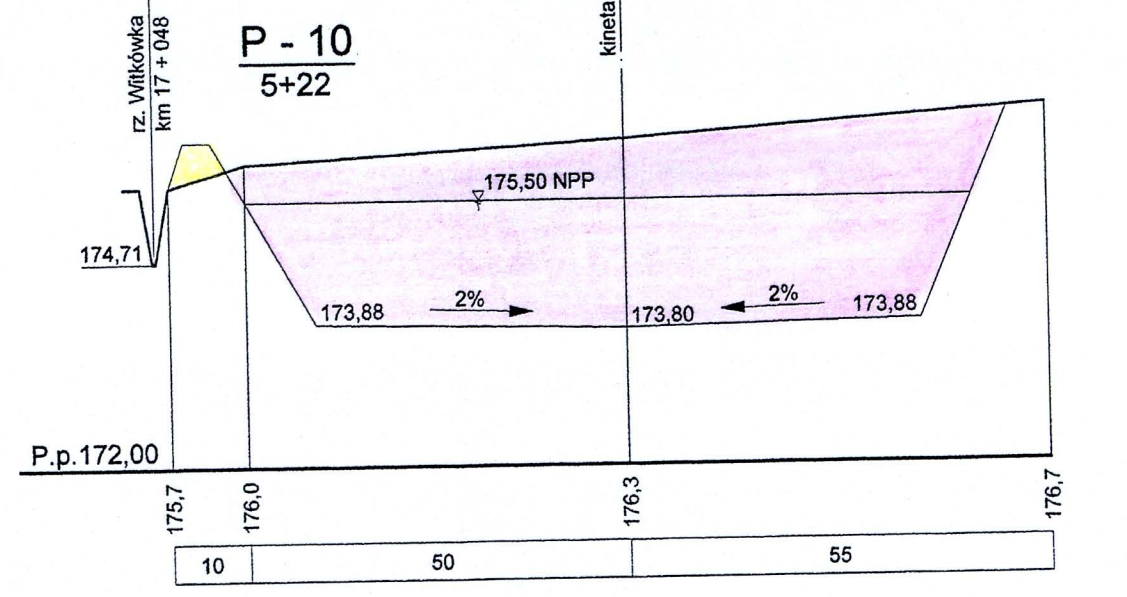 rz. Witkówka
km 17 + 048
P - 10
5+22
kineta
175,50 NPP
174,71
173,88
2%
173,80
2%
173,88
P.p.172,00
175,7
176,0
176,3
176,7
10
50
55